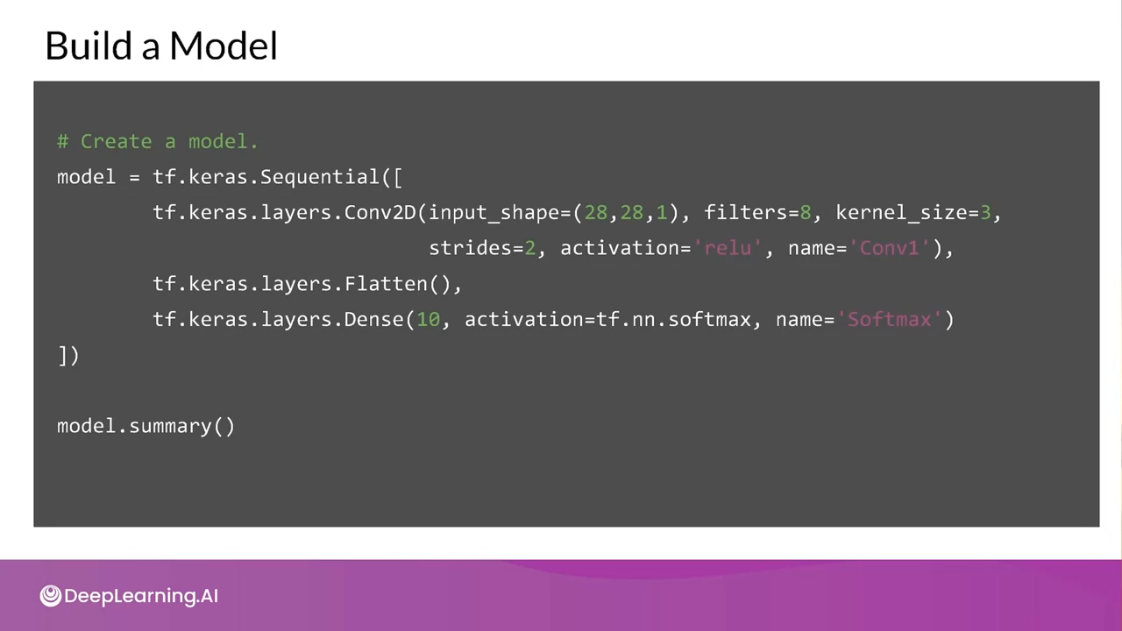 Build a Model
# Create a model.
model = tf.keras.Sequential([
        tf.keras.layers.Conv2D(input_shape=(28,28,1), filters=8, kernel_size=3,
                               strides=2, activation='relu', name='Conv1'),
        tf.keras.layers.Flatten(),
        tf.keras.layers.Dense(10, activation=tf.nn.softmax, name='Softmax')
])
model.summary()
DeepLearning.AI